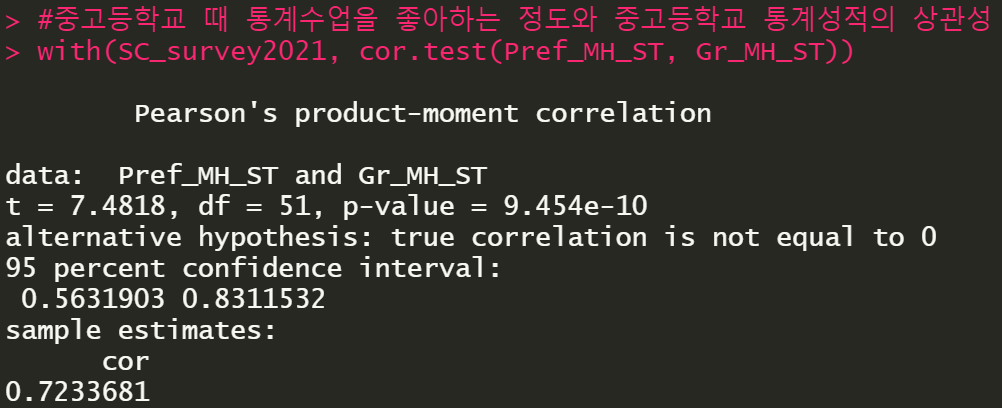 > #중고등학교 때 통계수업을 좋아하는 정도와 중고등학교 통계성적의 상관성
> with(SC_survey2021, cor.test(Pref_MH_ST, Gr_MH_ST))
Pearson's product-moment correlation
data:  Pref_MH_ST and Gr_MH_ST
t = 7.4818, df = 51, p-value = 9.454e-10
alternative hypothesis: true correlation is not equal to 0
95 percent confidence interval:
0.5631903 0.8311532
sample estimates:
cor
0.7233681